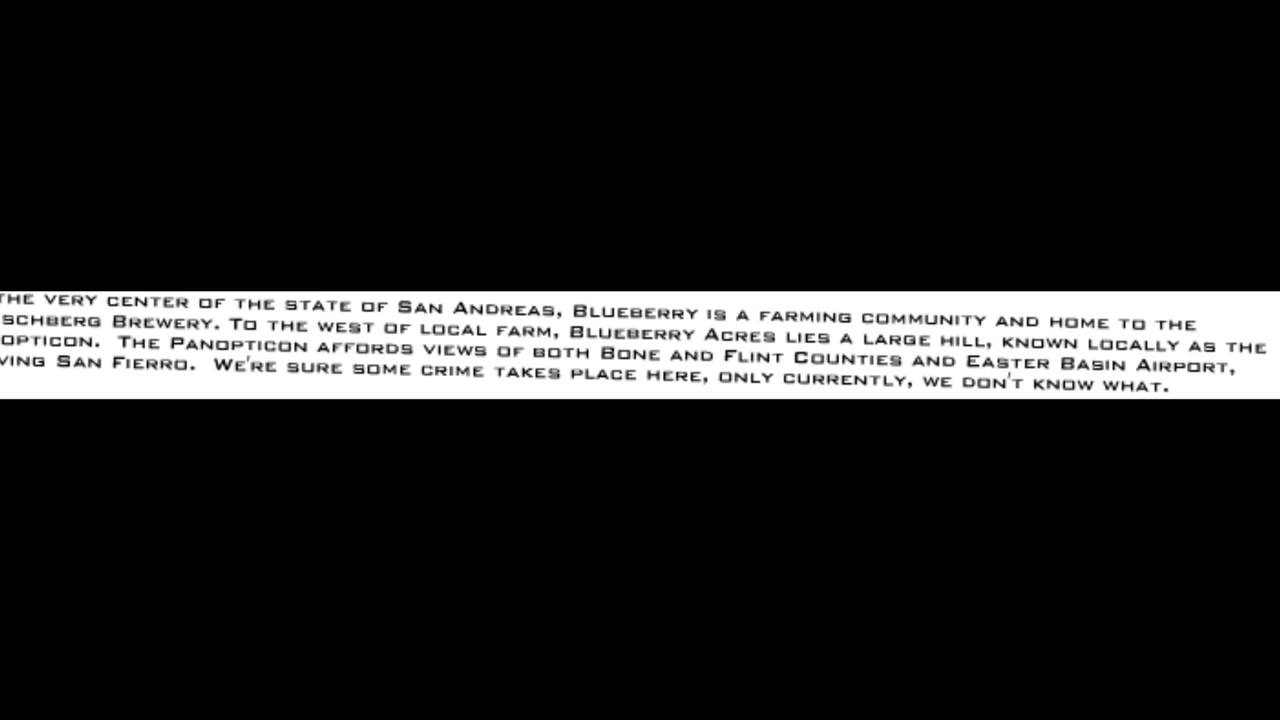 THE VERY CENTER OF THE STATE OF SAN ANDREAS, BLUEBERRY IS A FARMING COMMUNITY AND HOME TO THE
SCHBERG BREWERY. TO THE WEST OF LOCAL FARM, BLUEBERRY ACRES LIES A LARGE HILL, KNOWN LOCALLY AS THE
OPTICON. THE PANOPTICON AFFORDS VIEWS OF BOTH BONE AND FLINT COUNTIES AND EASTER BASIN AIRPORT,
VING SAN FIERRO. WE'RE SURE SOME CRIME TAKES PLACE HERE, ONLY CURRENTLY, WE DON'T KNOW WHAT.